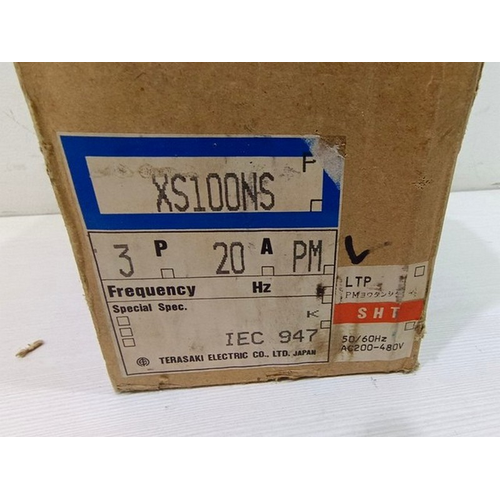 P
XS100NS
3 P 20 A PM
Frequency Hz
Special Spec.
K
IEC 947
TERASAKI ELECTRIC CO., LTD. JAPAN
LTP
SHT
50/60Hz
AC200-480V